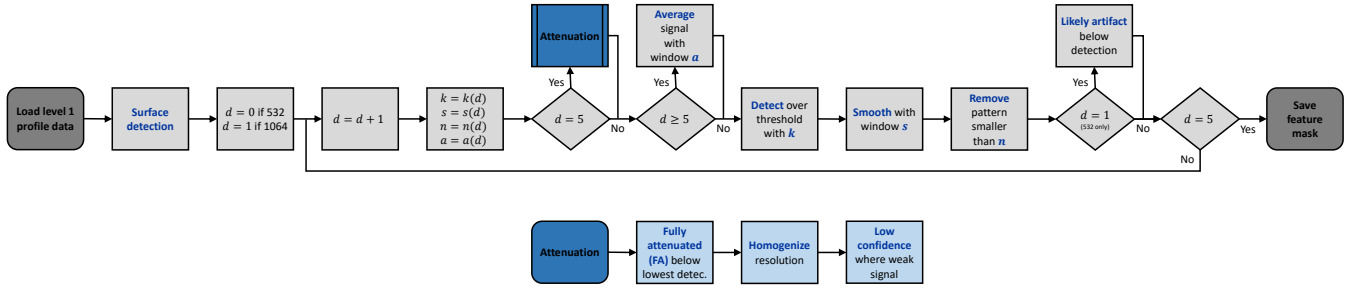 Load level 1
profile data
Surface
detection
d = 0 if 532
d = 1 if 1064
d = d + 1
k = k(d)
s = s(d)
n = n(d)
a = a(d)
Attenuation
Yes
d = 5
No
Average
signal
with
window a
Yes
d ≥ 5
No
Detect over
threshold
with k
Smooth with
window s
Remove
pattern
smaller
than n
Likely artifact
below
detection
Yes
d = 1
(532 only)
No
d = 5
Yes
No
Save
feature
mask
Attenuation
Fully
attenuated
(FA) below
lowest detec.
Homogenize
resolution
Low
confidence
where weak
signal